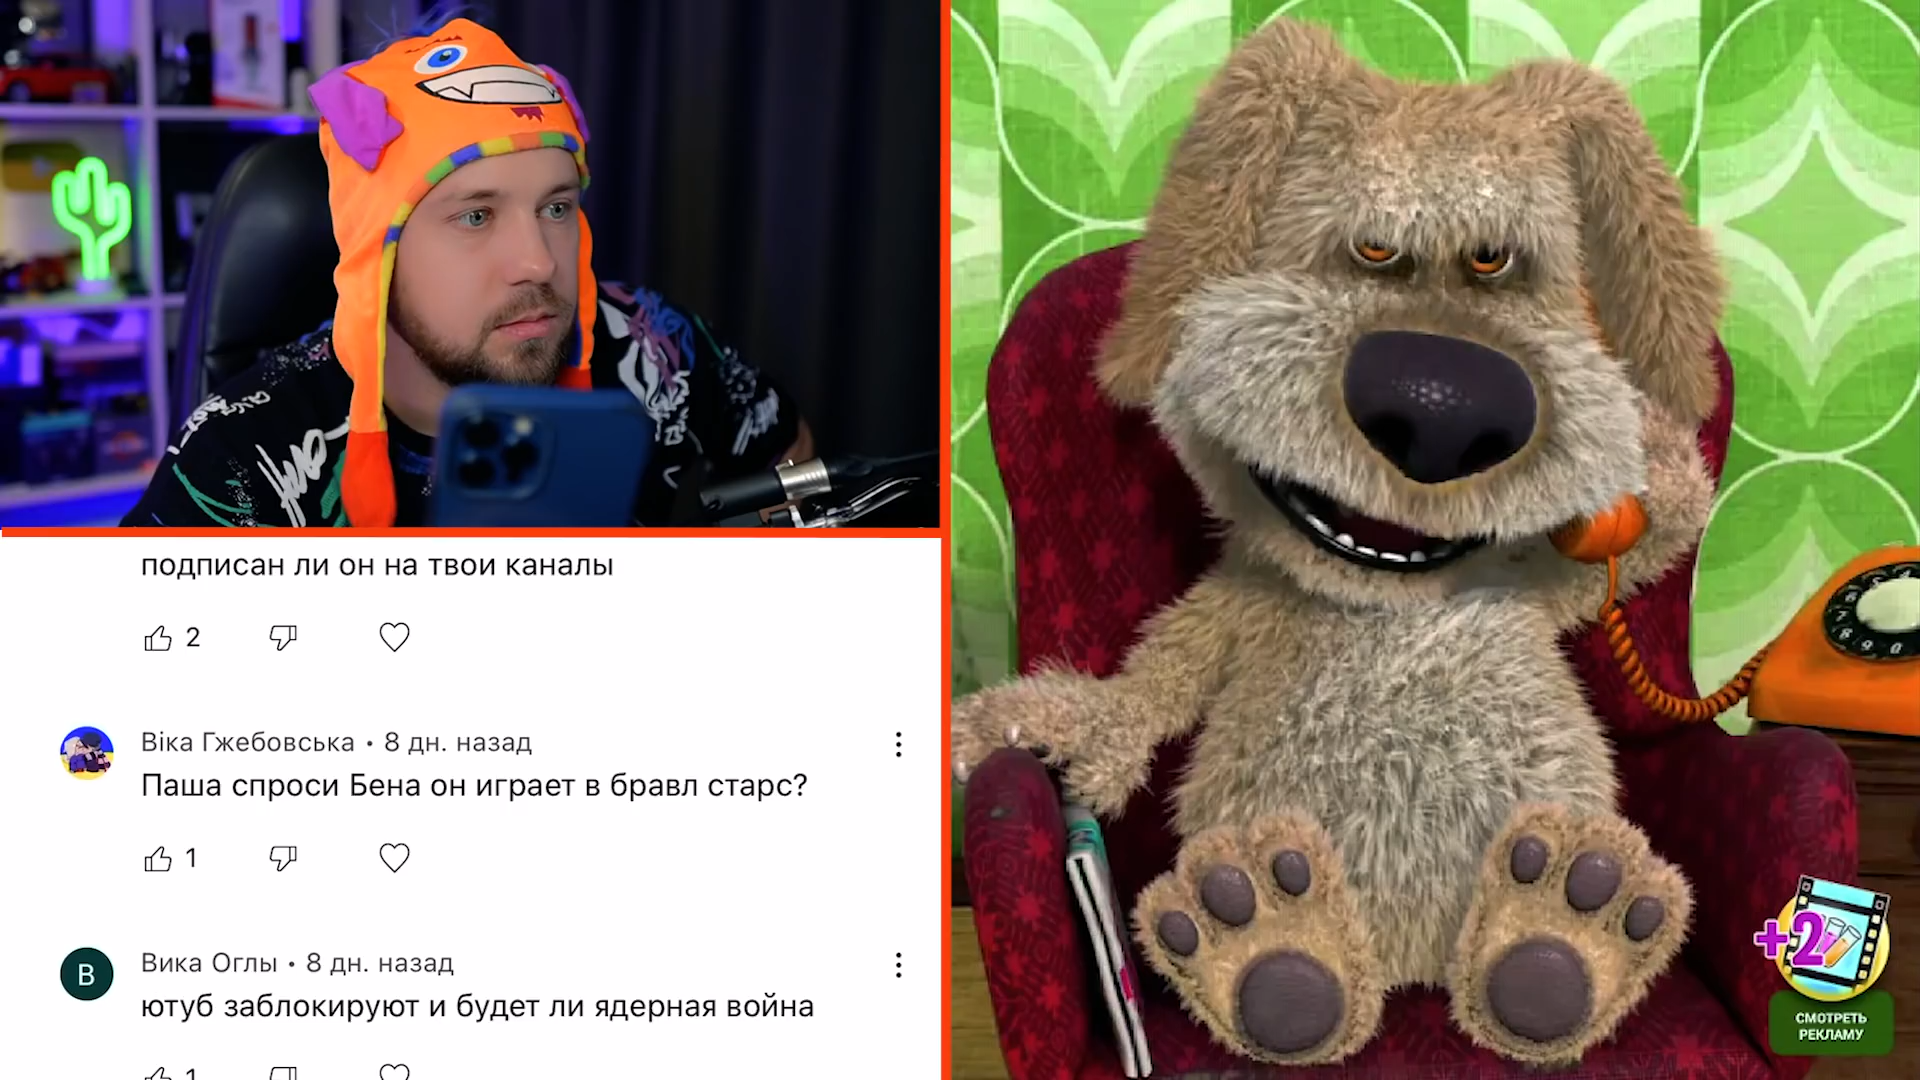 подписан ли он на твои каналы
2
Віка Гжебовська • 8 дн. назад
Паша спроси Бена он играет в бравл старс?
1
В
Вика Оглы • 8 дн. назад
ютуб заблокируют и будет ли ядерная война
1
+2
СМОТРЕТЬ
РЕКЛАМУ